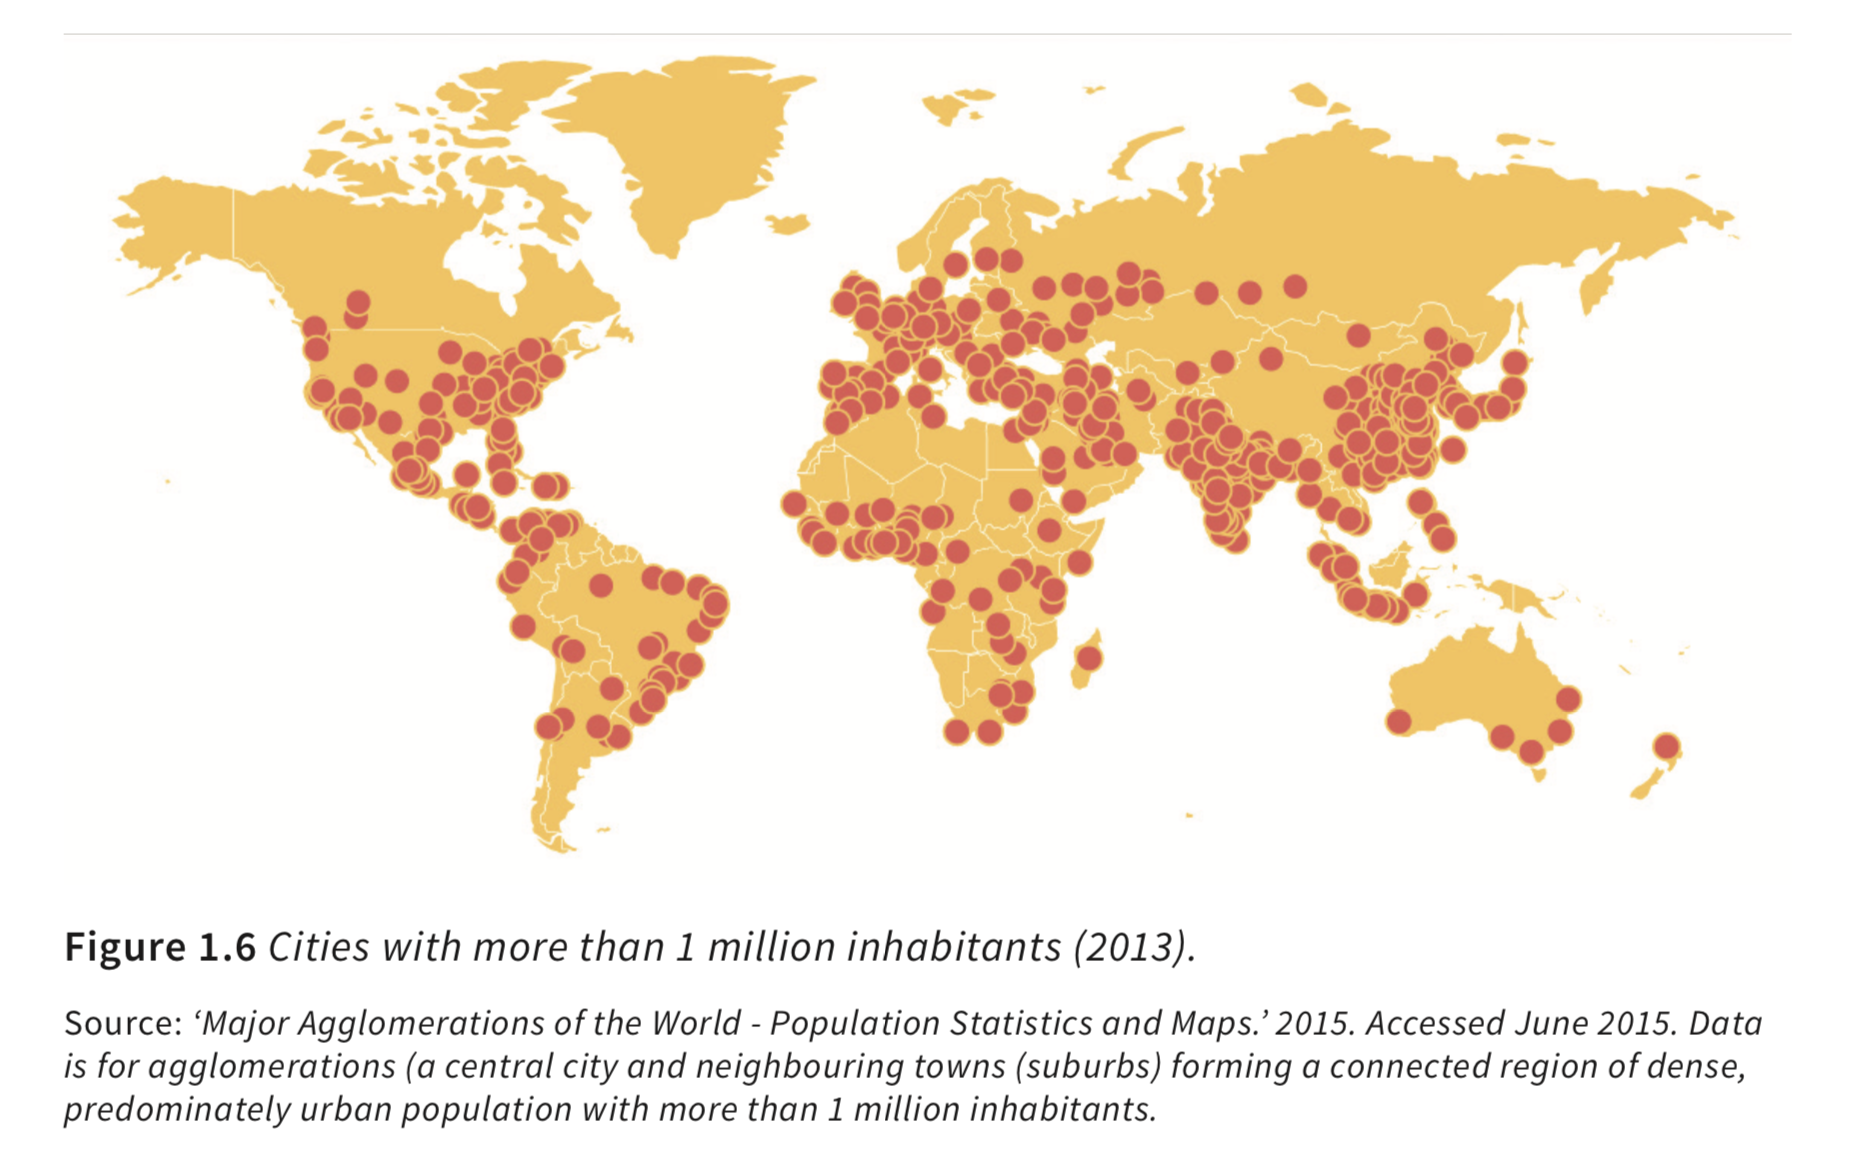 Figure 1.6 Cities with more than 1 million inhabitants (2013).
Source: ‘Major Agglomerations of the World - Population Statistics and Maps.’ 2015. Accessed June 2015. Data
is for agglomerations (a central city and neighbouring towns (suburbs) forming a connected region of dense,
predominately urban population with more than 1 million inhabitants.